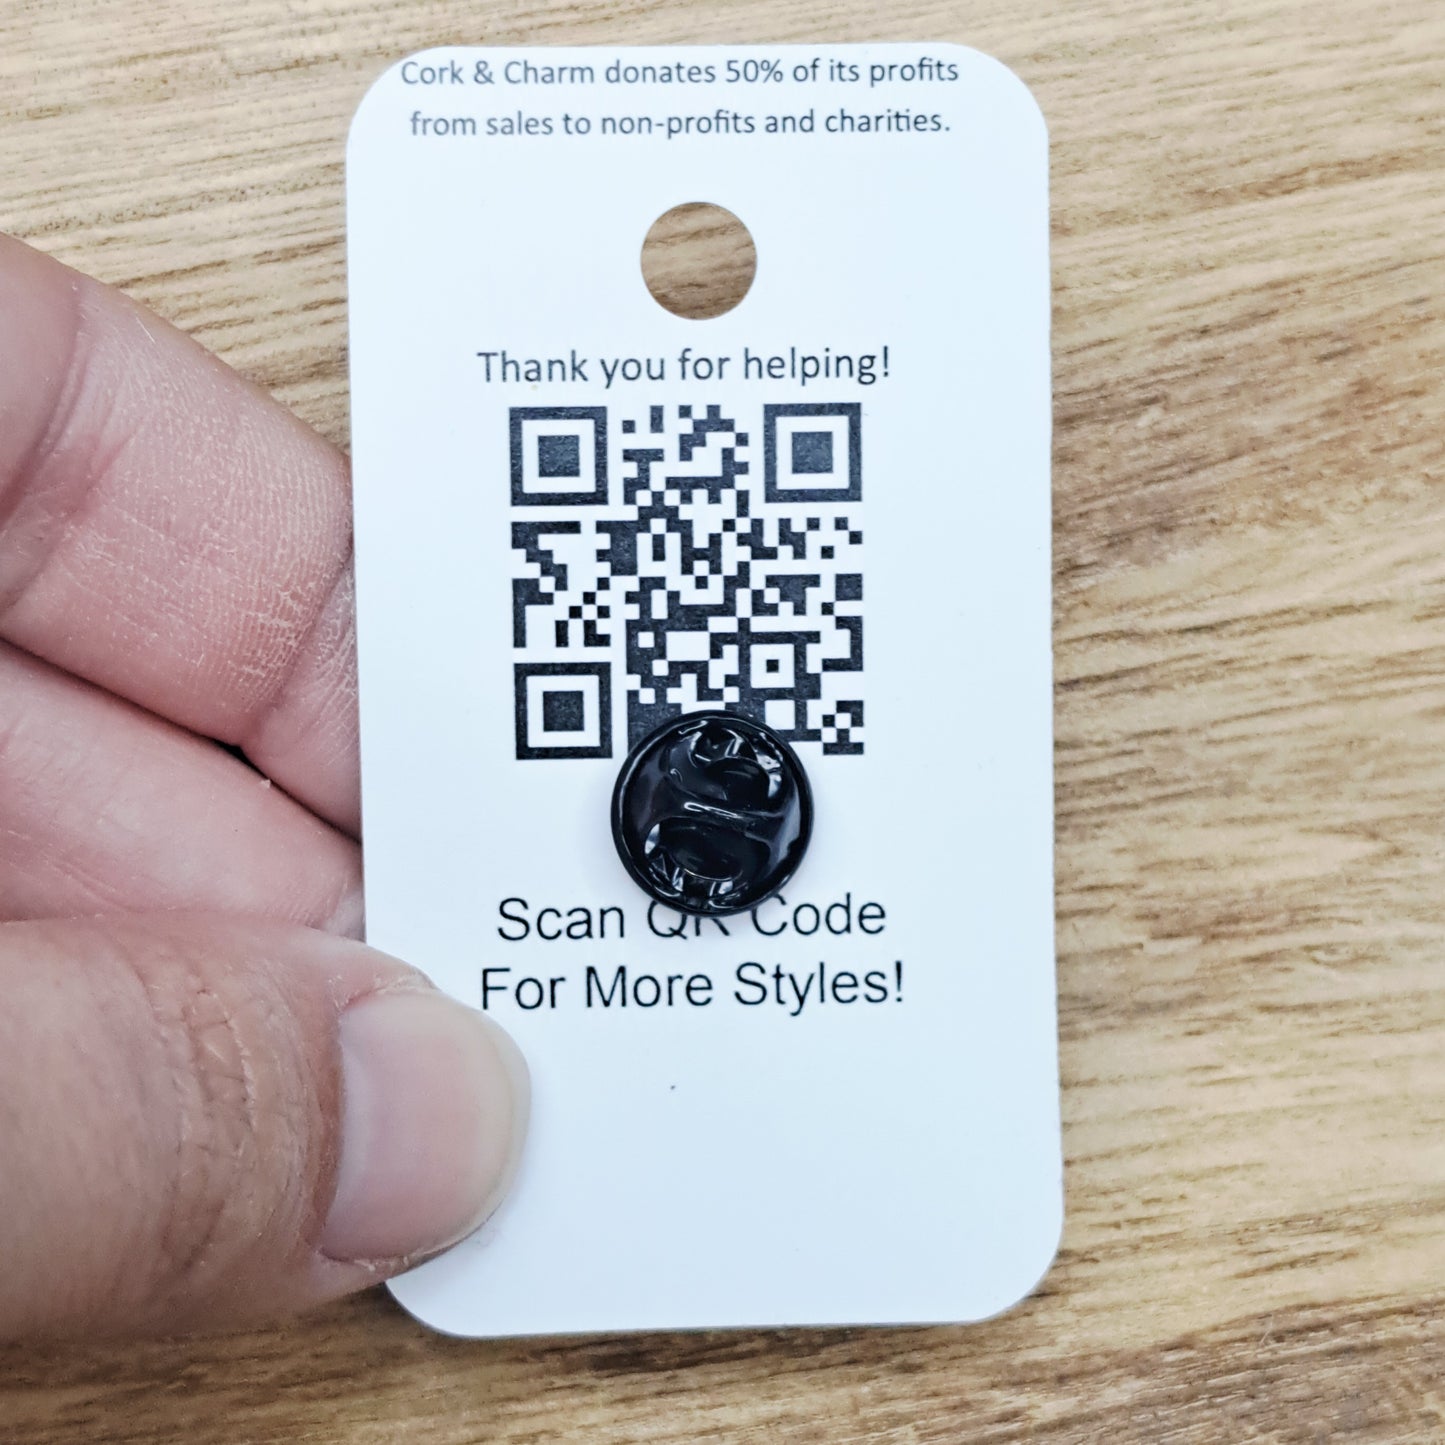 Cork & Charm donates 50% of its profits
from sales to non-profits and charities.
Thank you for helping!
Scan QR Code
For More Styles!